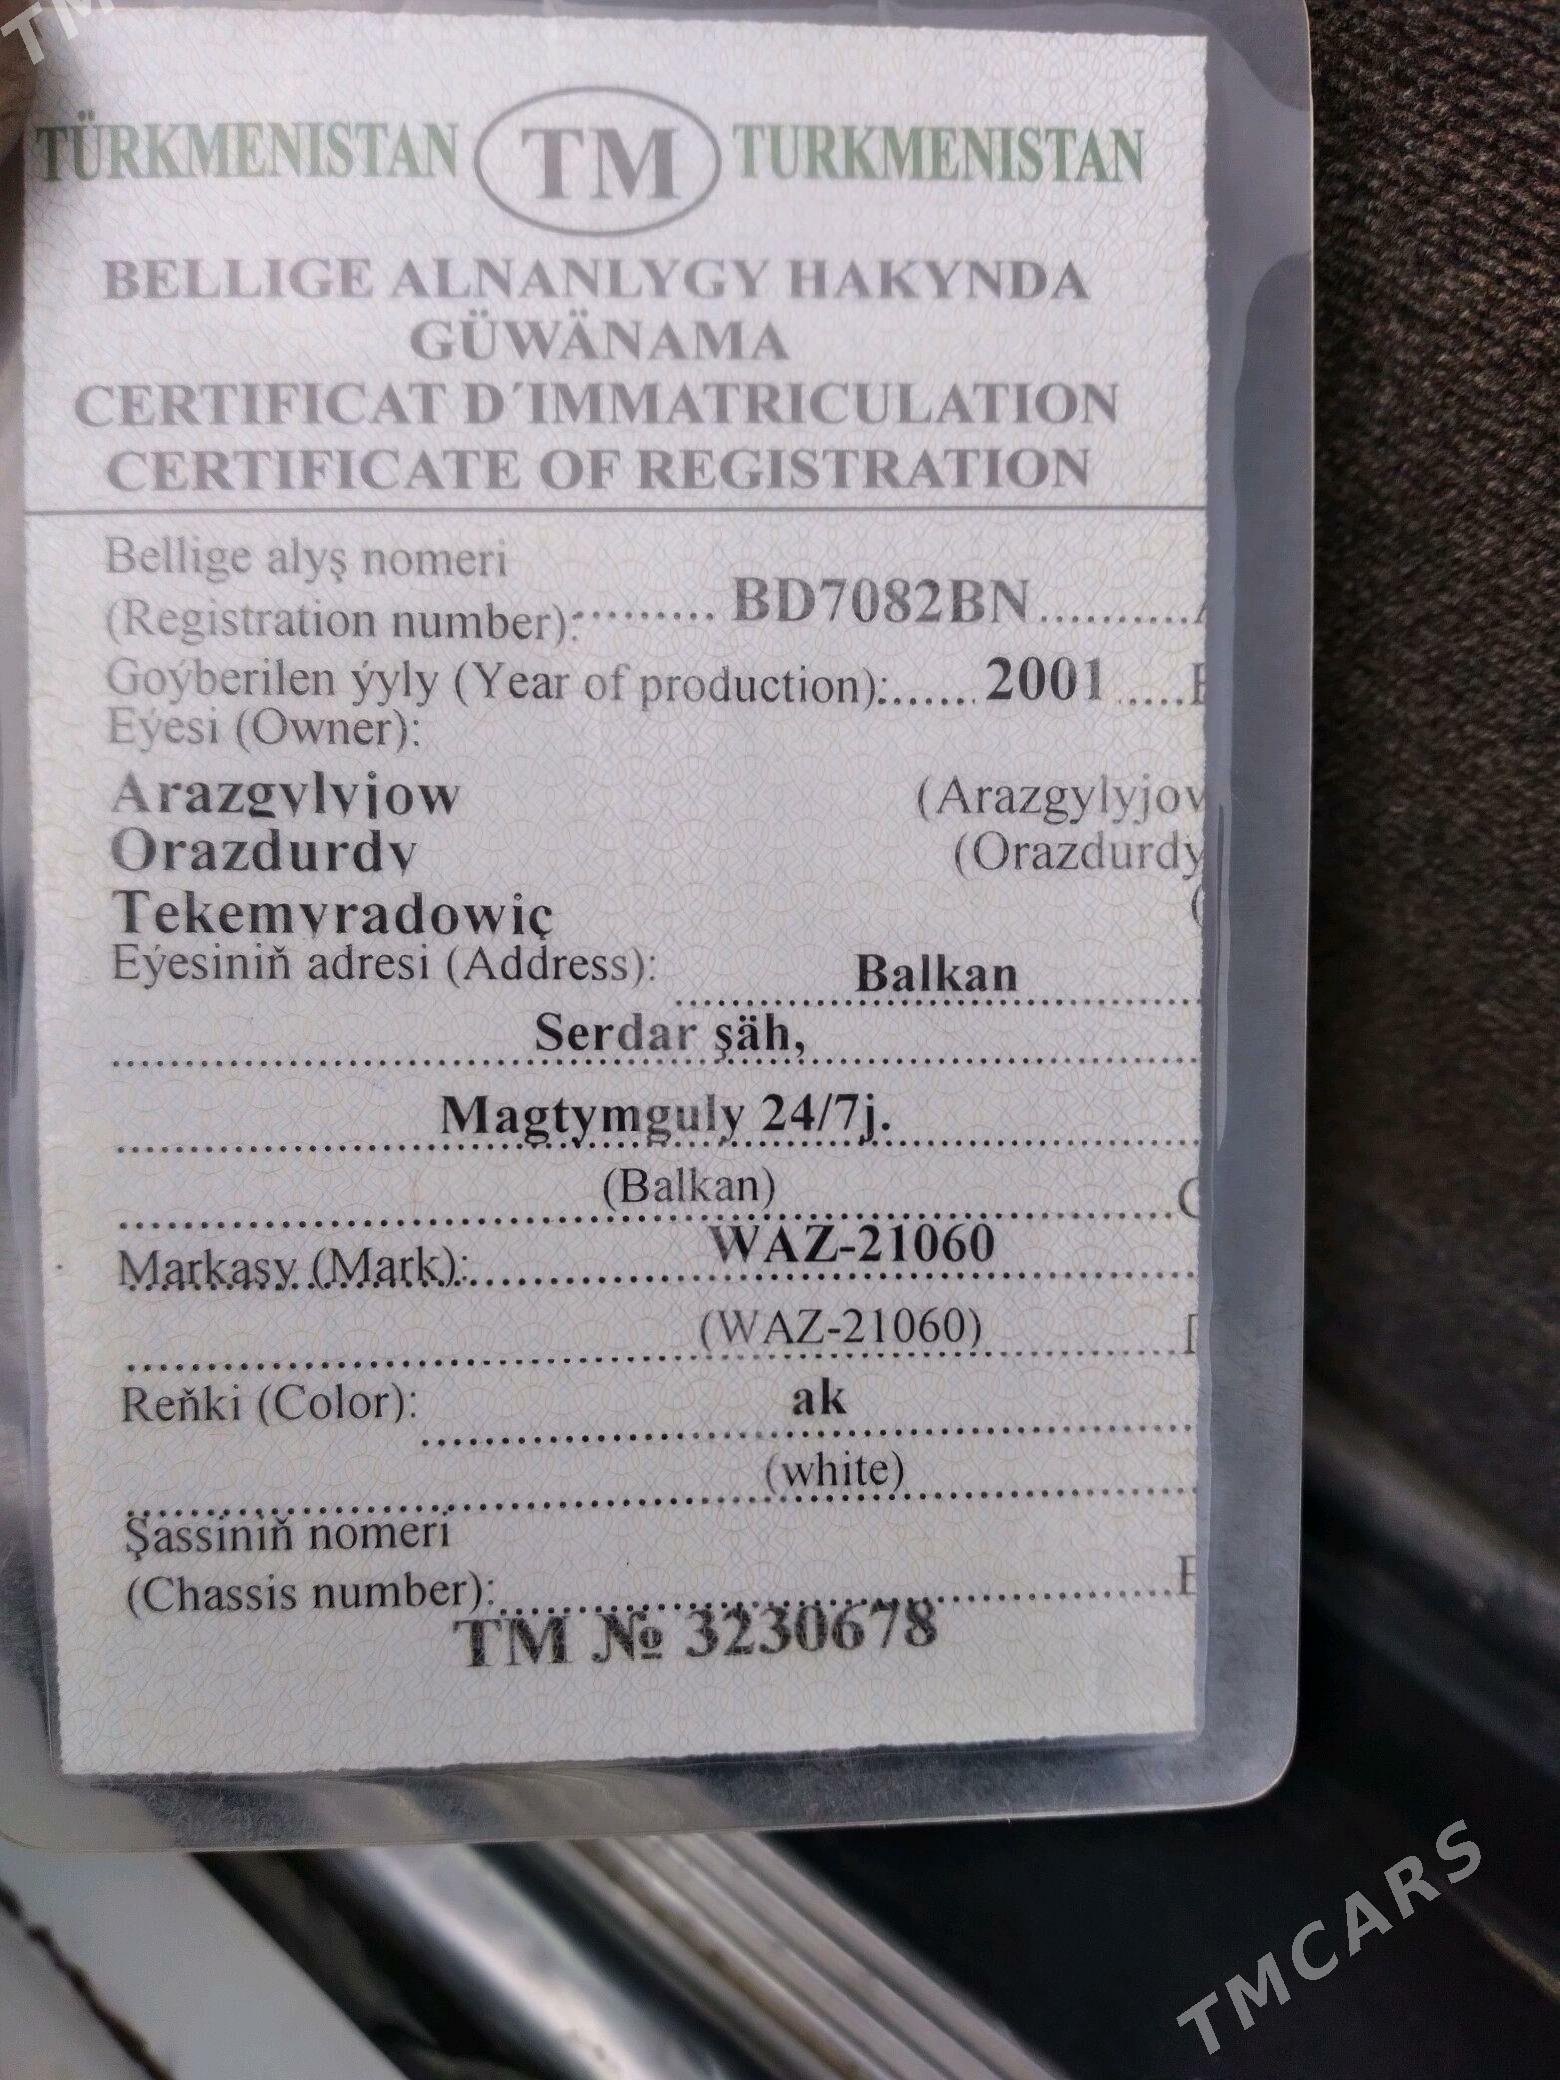 TÜRKMENISTAN TM TURKMENISTAN
BELLIGE ALNANLYGY HAKYNDA
GÜWÄNAMA
CERTIFICAT D´IMMATRICULATION
CERTIFICATE OF REGISTRATION
Bellige alyş nomeri
(Registration number): BD7082BN
Goýberilen ýyly (Year of production): 2001
Eýesi (Owner):
Arazgylyjow (Arazgylyjov
Orazdurdy (Orazdurdy
Tekemyradowiç (
Eýesiniň adresi (Address): Balkan
Serdar şäh,
Magtymguly 24/7j.
(Balkan)
Markasy (Mark): WAZ-21060
(WAZ-21060)
Reňki (Color): ak
(white)
Şassiniň nomeri
(Chassis number):
TM № 3230678
TMCARS